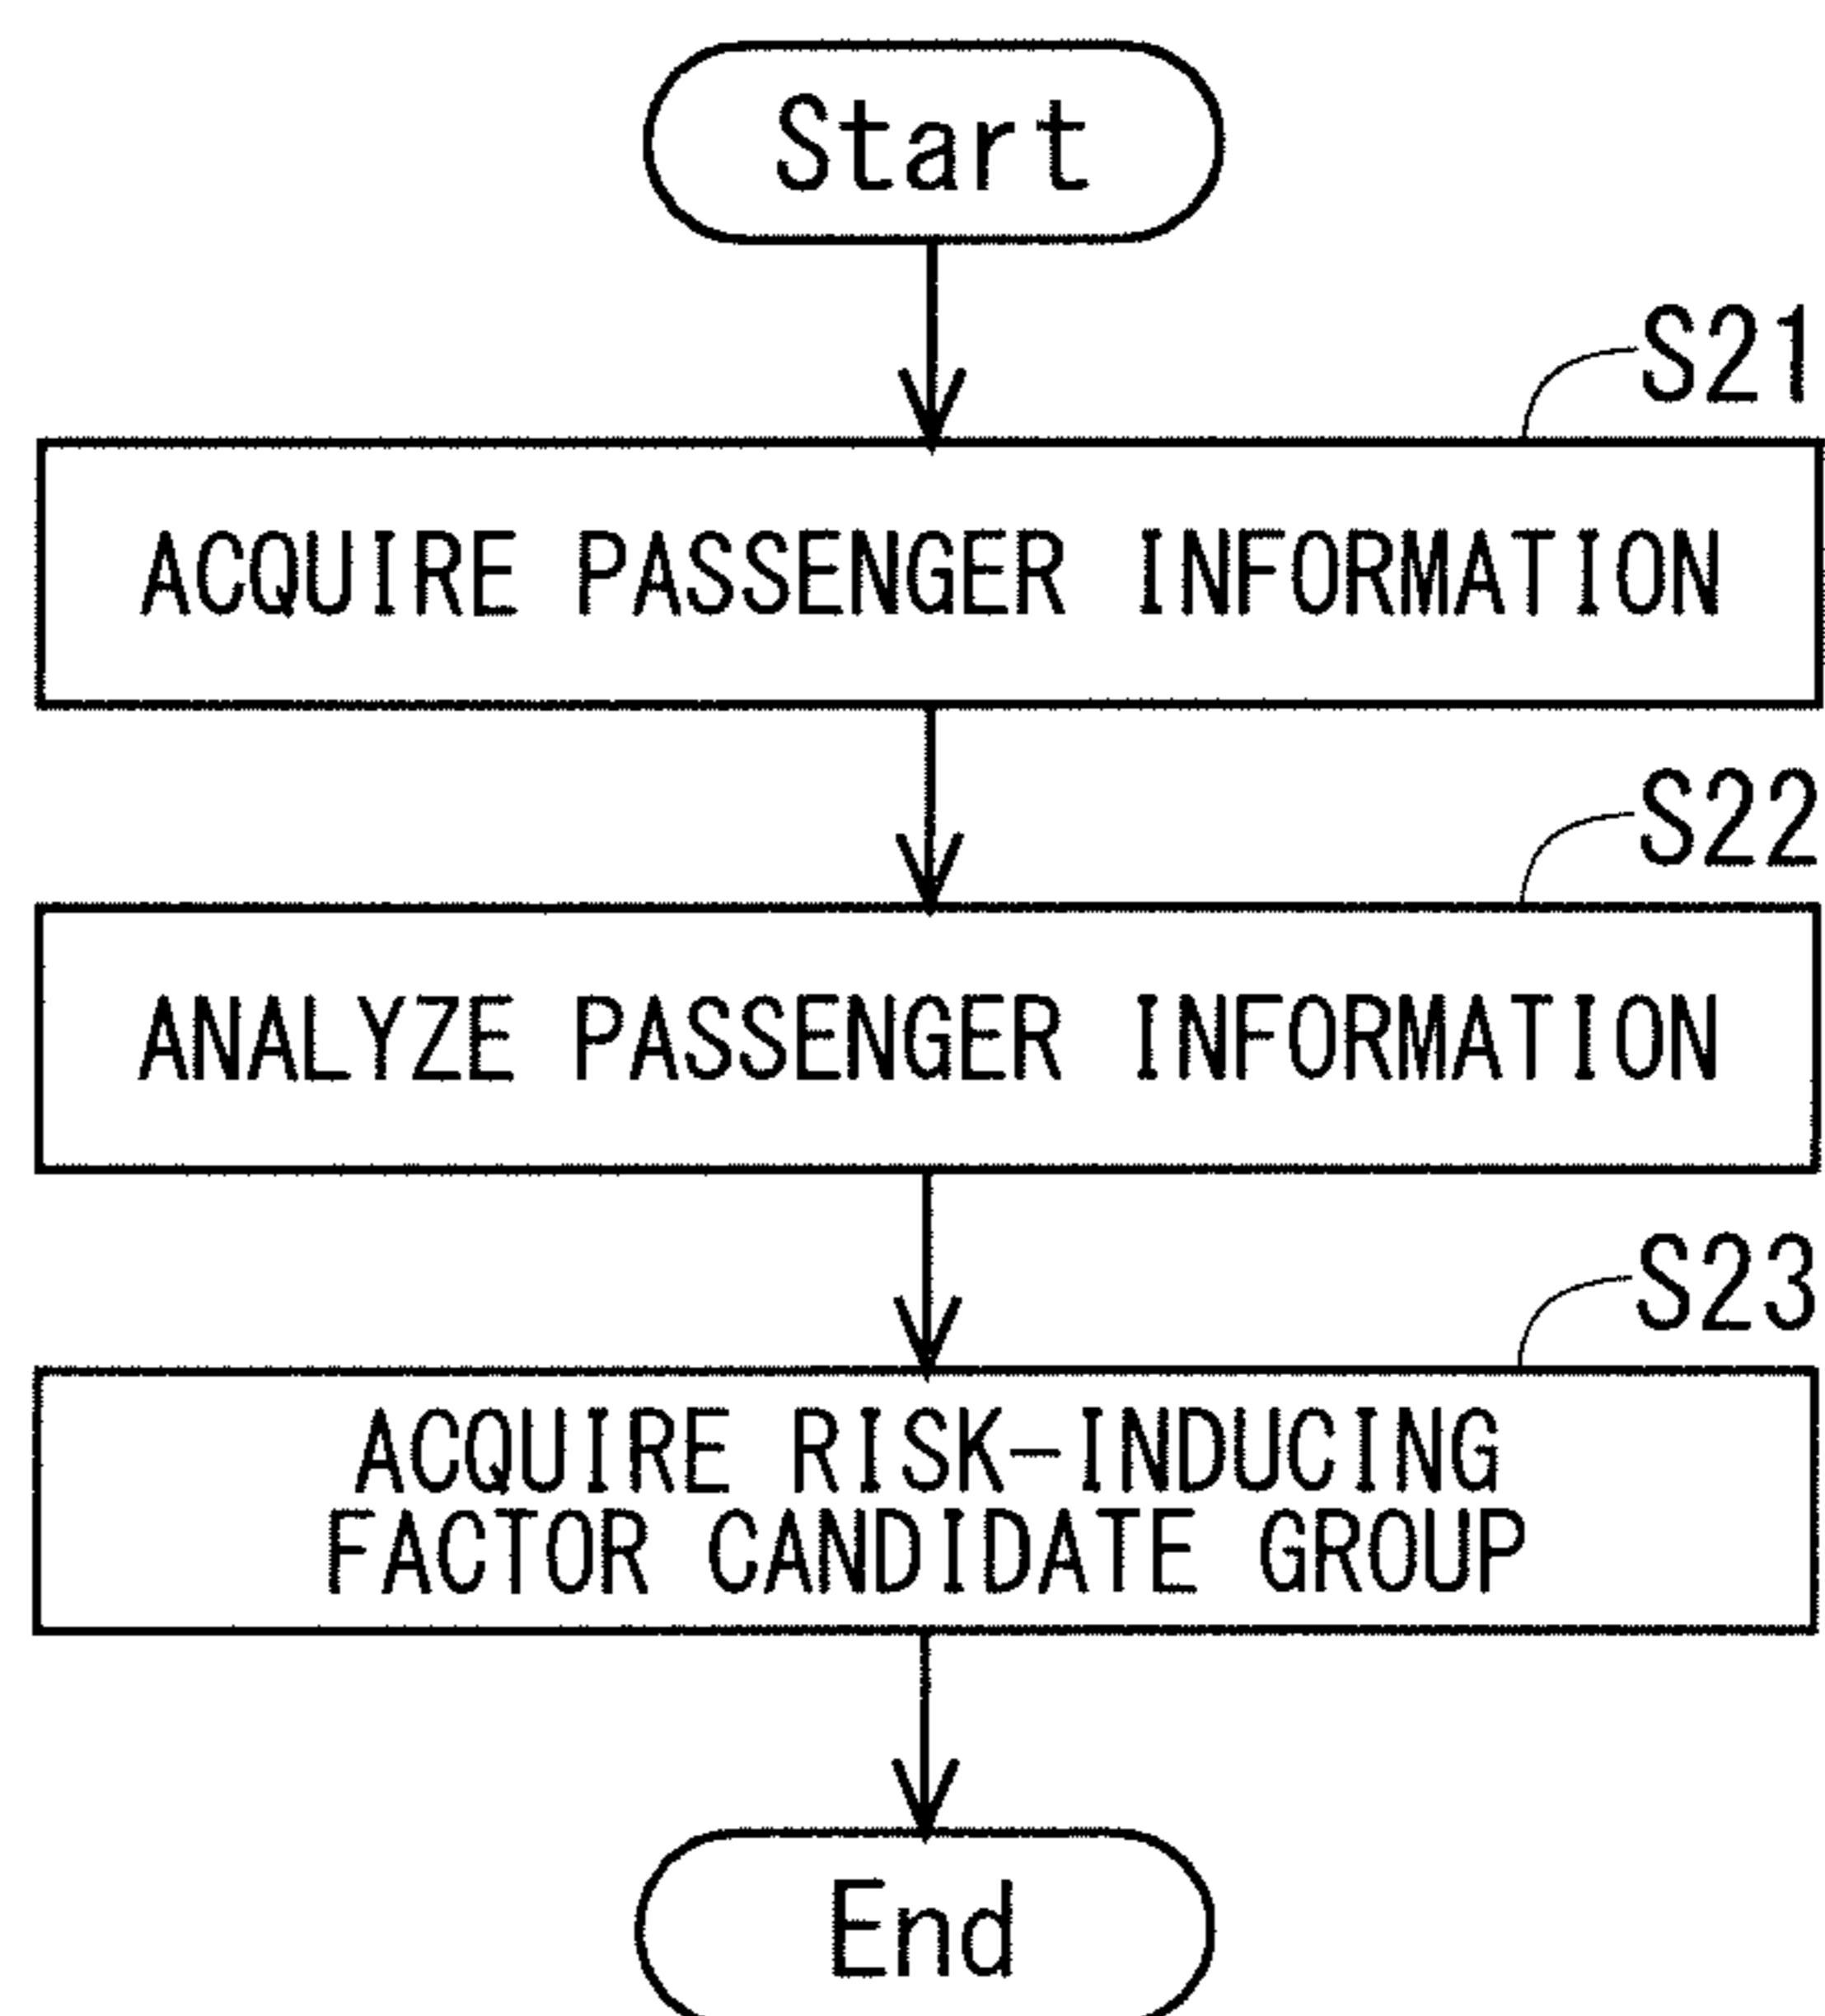 Start
S21
ACQUIRE PASSENGER INFORMATION
S22
ANALYZE PASSENGER INFORMATION
S23
ACQUIRE RISK-INDUCING
FACTOR CANDIDATE GROUP
End